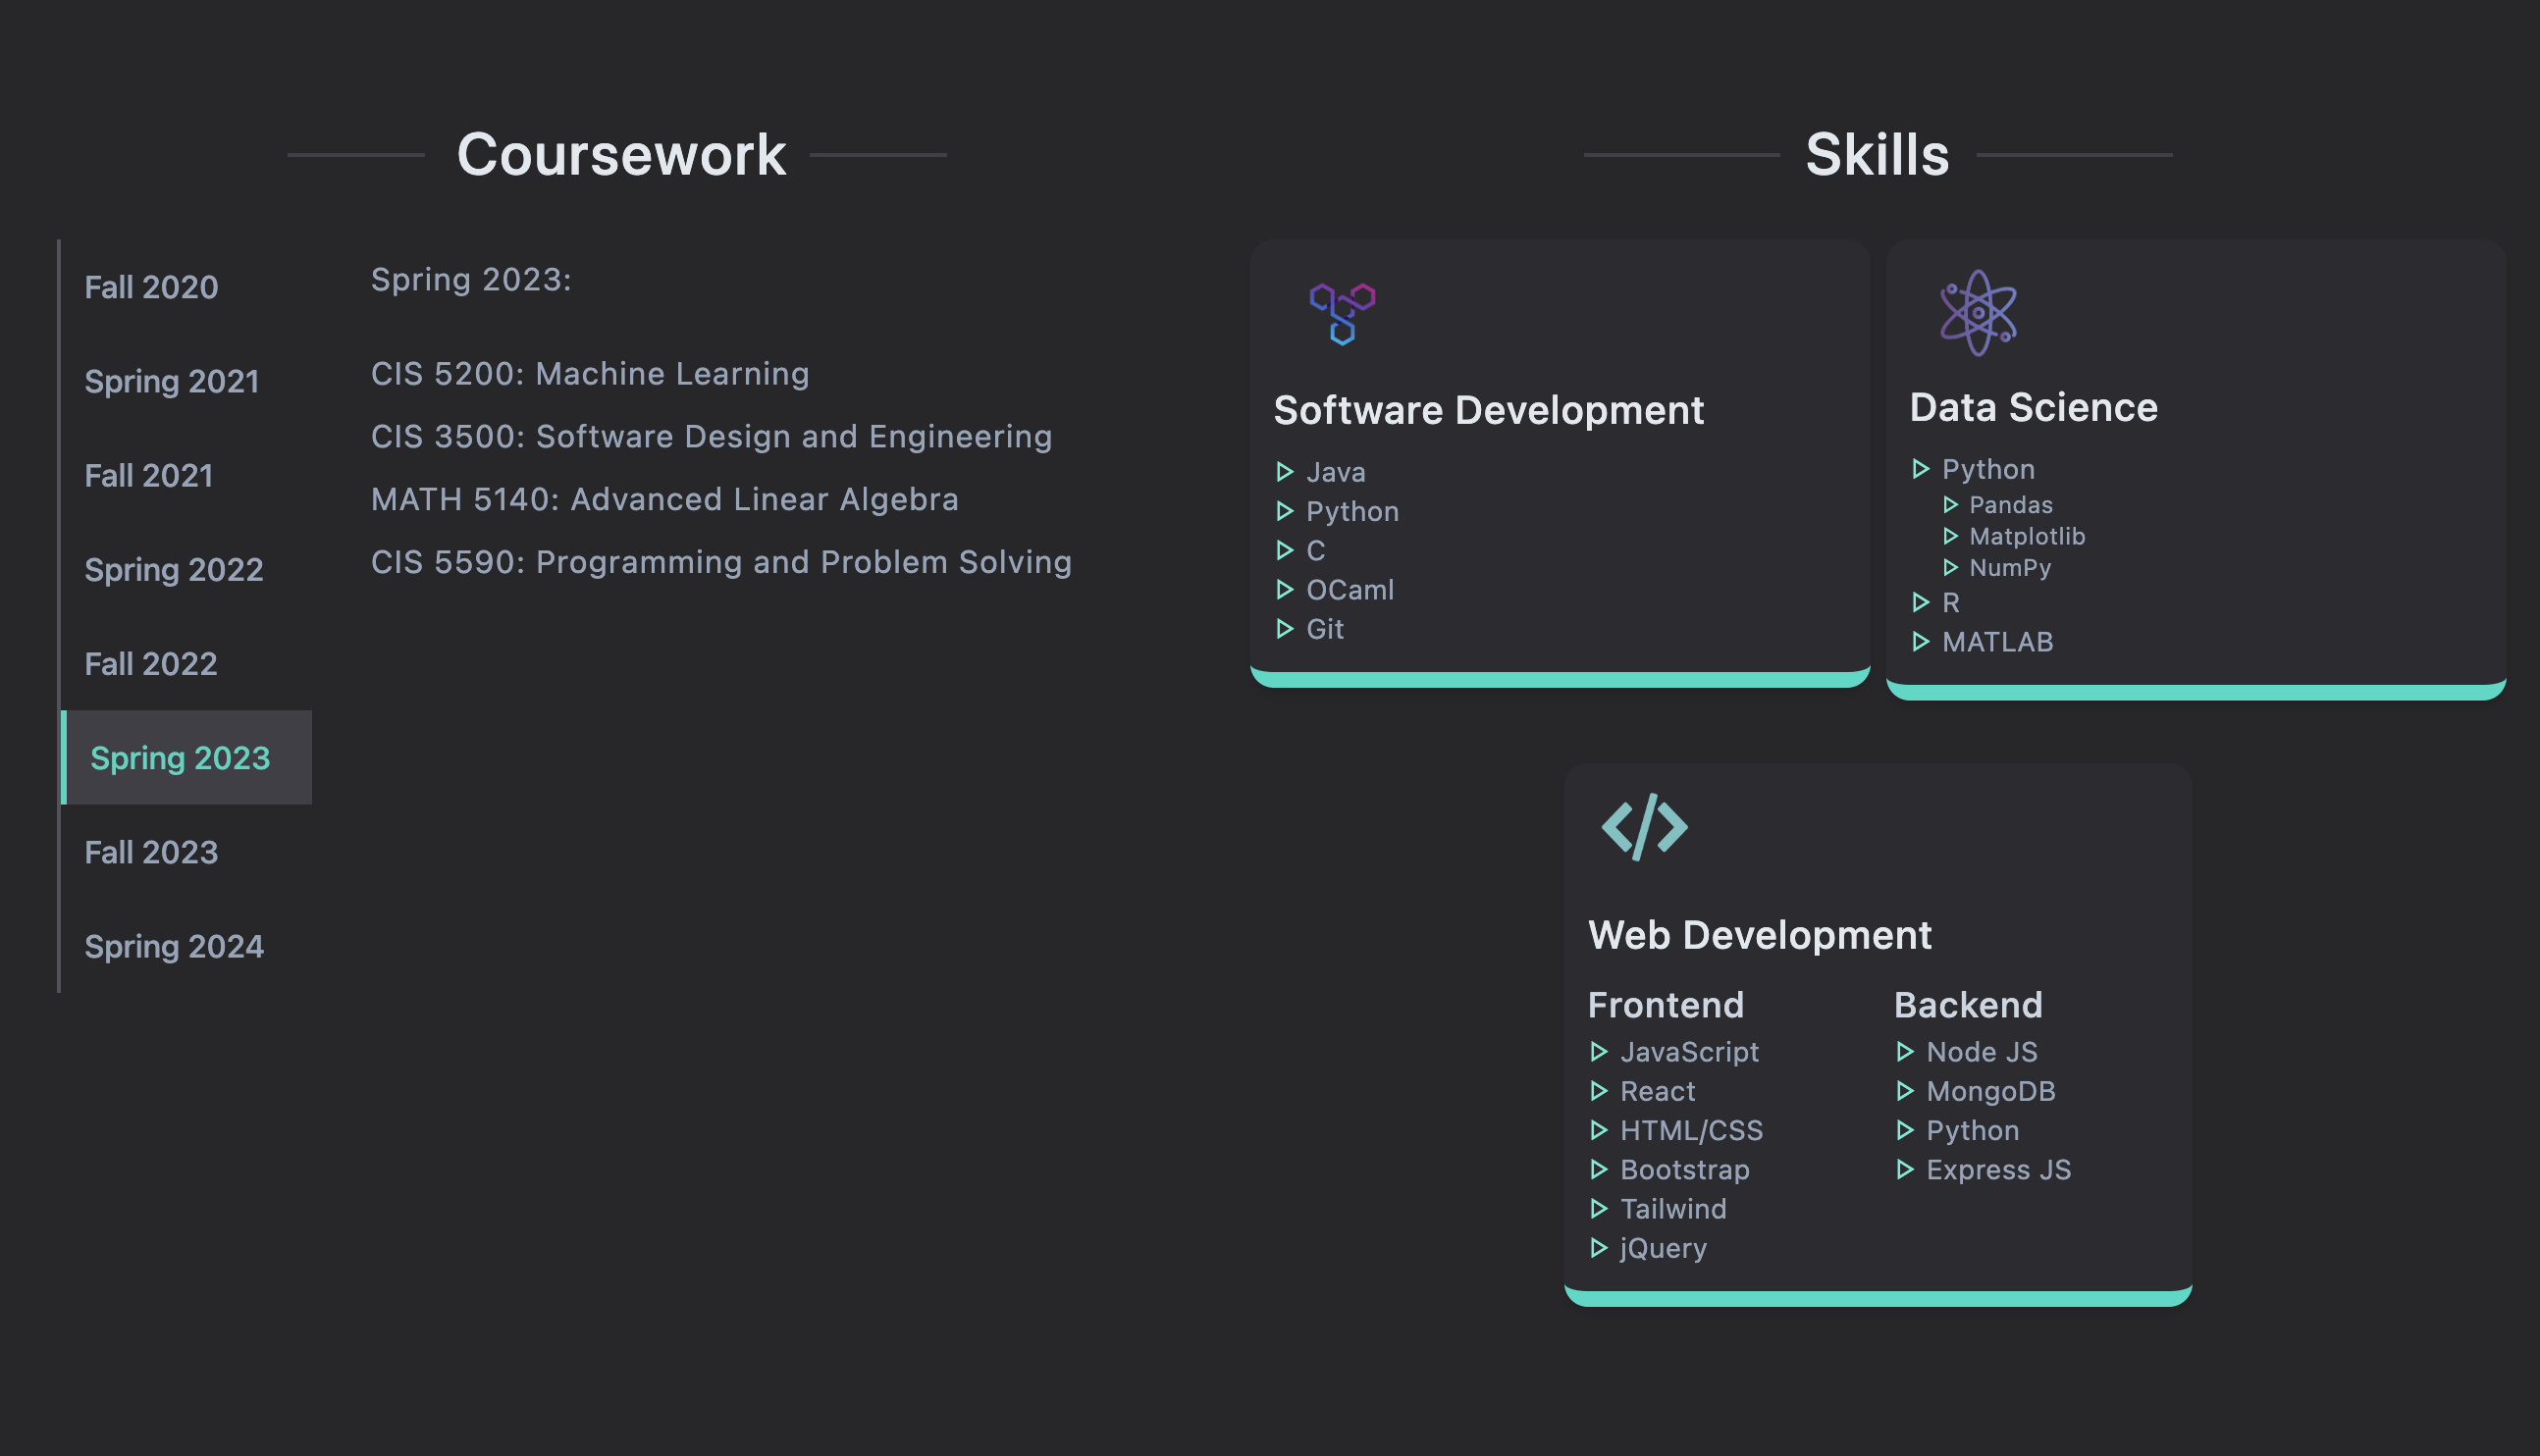 Coursework
Fall 2020
Spring 2021
Fall 2021
Spring 2022
Fall 2022
Spring 2023
Fall 2023
Spring 2024
Spring 2023:
CIS 5200: Machine Learning
CIS 3500: Software Design and Engineering
MATH 5140: Advanced Linear Algebra
CIS 5590: Programming and Problem Solving
Skills
Software Development
Java
Python
C
OCaml
Git
Data Science
Python
Pandas
Matplotlib
NumPy
R
MATLAB
Web Development
Frontend
JavaScript
React
HTML/CSS
Bootstrap
Tailwind
jQuery
Backend
Node JS
MongoDB
Python
Express JS